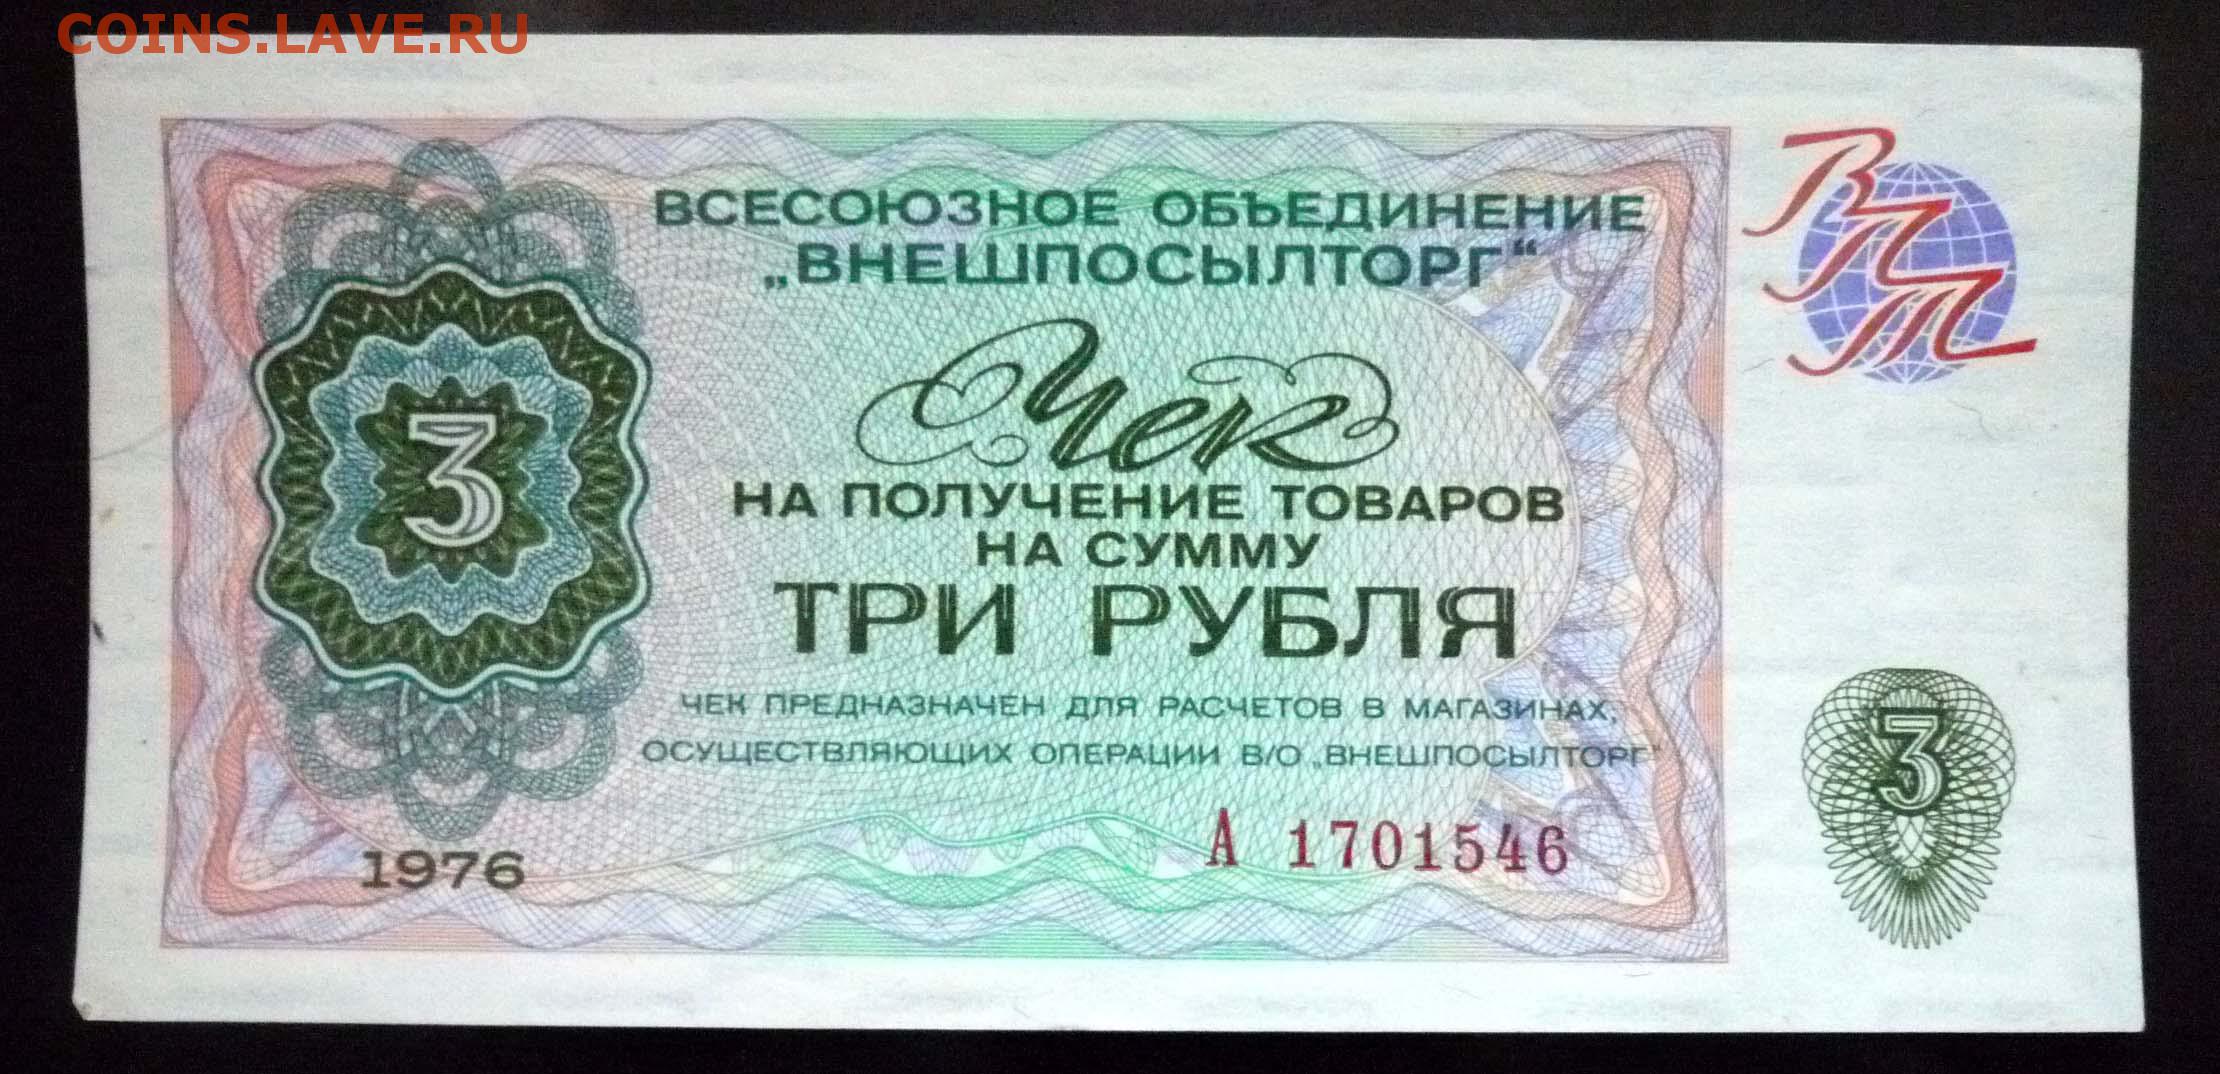 COINS.LAVE.RU
ВСЕСОЮЗНОЕ ОБЪЕДИНЕНИЕ
„ВНЕШПОСЫЛТОРГ“
ВПТ
Чек
НА ПОЛУЧЕНИЕ ТОВАРОВ
НА СУММУ
ТРИ РУБЛЯ
3
ЧЕК ПРЕДНАЗНАЧЕН ДЛЯ РАСЧЕТОВ В МАГАЗИНАХ,
ОСУЩЕСТВЛЯЮЩИХ ОПЕРАЦИИ В/О „ВНЕШПОСЫЛТОРГ“
3
А 1701546
1976